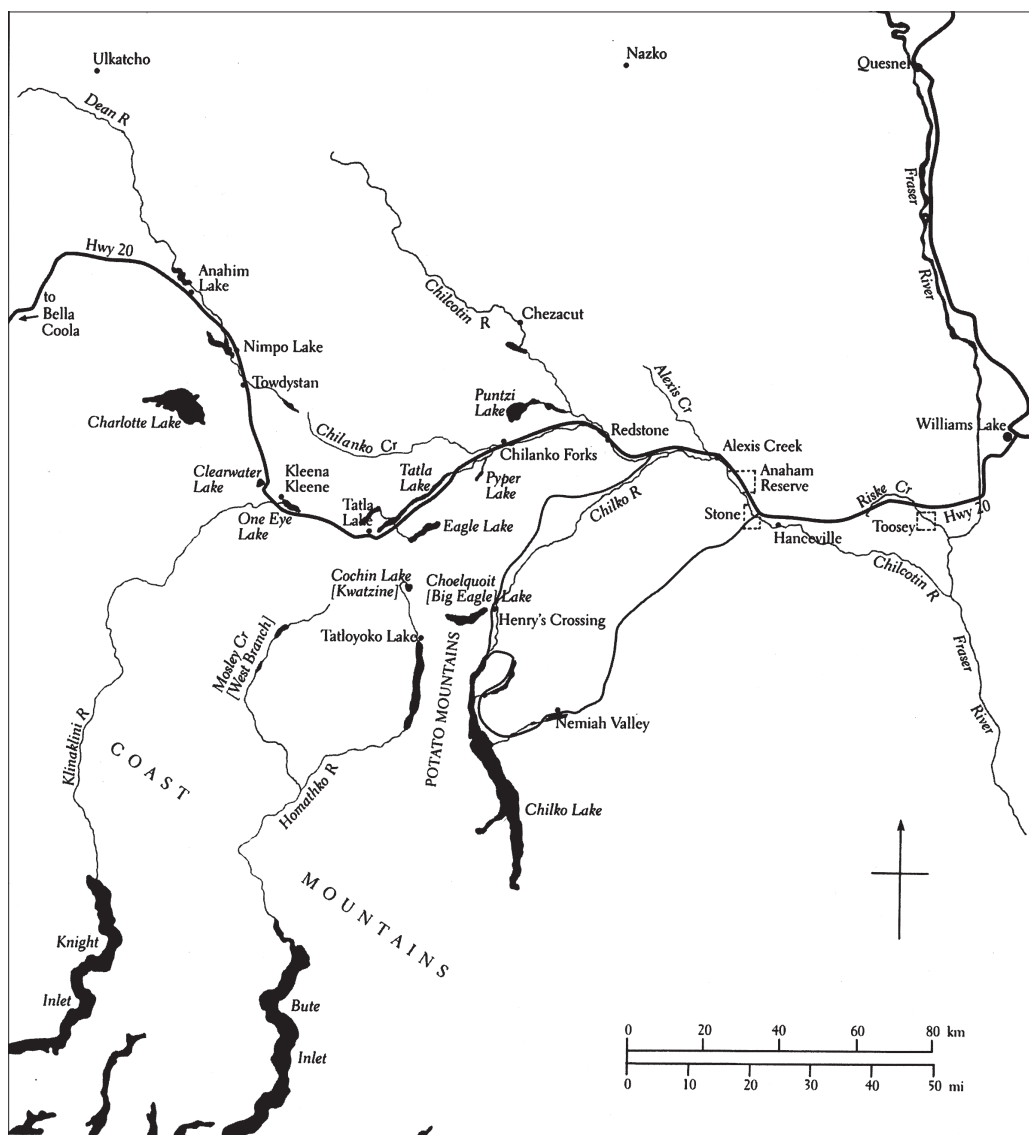 Ulkatcho
Nazko
Quesnel
Dean R
Fraser
River
Hwy 20
Anahim
Lake
to
Bella
Coola
Chilcotin
R
Chezacut
Nimpo Lake
Towdystan
Alexis Cr
Puntzi
Lake
Charlotte Lake
Chilanko Cr
Redstone
Williams Lake
Chilanko Forks
Alexis Creek
Clearwater
Lake
Kleena
Kleene
Tatla
Lake
Pyper
Lake
Anaham
Reserve
One Eye
Lake
Tatla
Lake
Eagle Lake
Chilko R
Stone
Riske Cr
Hwy 20
Toosey
Hanceville
Chilcotin R
Cochin Lake
[Kwatzine]
Choelquoit
[Big Eagle] Lake
Henry's Crossing
Tatloyoko Lake
Mosley Cr
[West Branch]
POTATO MOUNTAINS
Fraser
River
Nemiah Valley
Klinaklini R
COAST
Homathko R
Chilko Lake
MOUNTAINS
Knight
Inlet
Bute
Inlet
0 20 40 60 80 km
0 10 20 30 40 50 mi